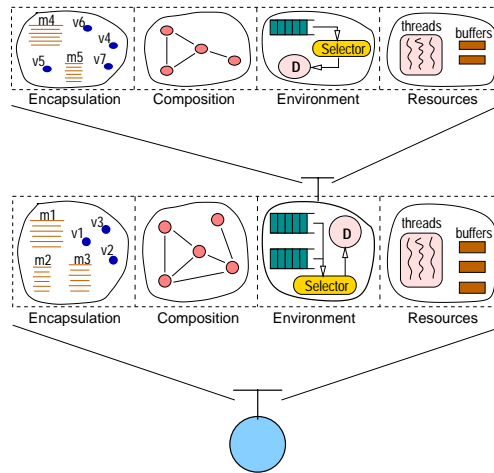 m4
v6
v4
v5
m5
v7
Selector
D
threads
buffers
Encapsulation
Composition
Environment
Resources
m1
v3
v1
m2
m3
v2
D
Selector
threads
buffers
Encapsulation
Composition
Environment
Resources